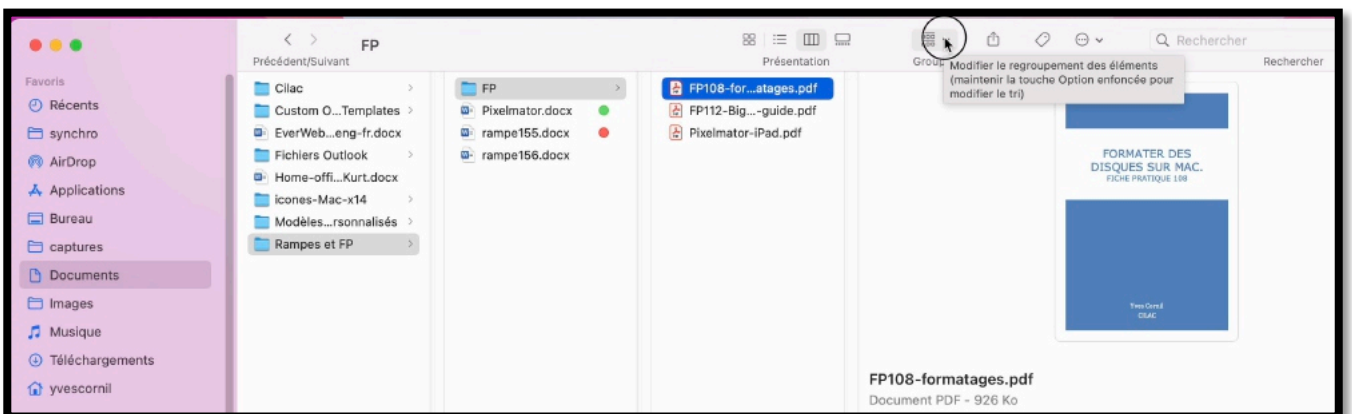 FP
Précédent/Suivant
Présentation
Group
Rechercher
Rechercher
Modifier le regroupement des éléments
(maintenir la touche Option enfoncée pour
modifier le tri)
Favoris
Récents
synchro
AirDrop
Applications
Bureau
captures
Documents
Images
Musique
Téléchargements
yvescornil
Cilac
Custom O...Templates
EverWeb...eng-fr.docx
Fichiers Outlook
Home-offi...Kurt.docx
icones-Mac-x14
Modèles...rsonnalisés
Rampes et FP
FP
Pixelmator.docx
rampe155.docx
rampe156.docx
FP108-for...atages.pdf
FP112-Big...-guide.pdf
Pixelmator-iPad.pdf
FORMATER DES
DISQUES SUR MAC.
FICHE PRATIQUE 108
Yves Cornil
CILAC
FP108-formatages.pdf
Document PDF - 926 Ko